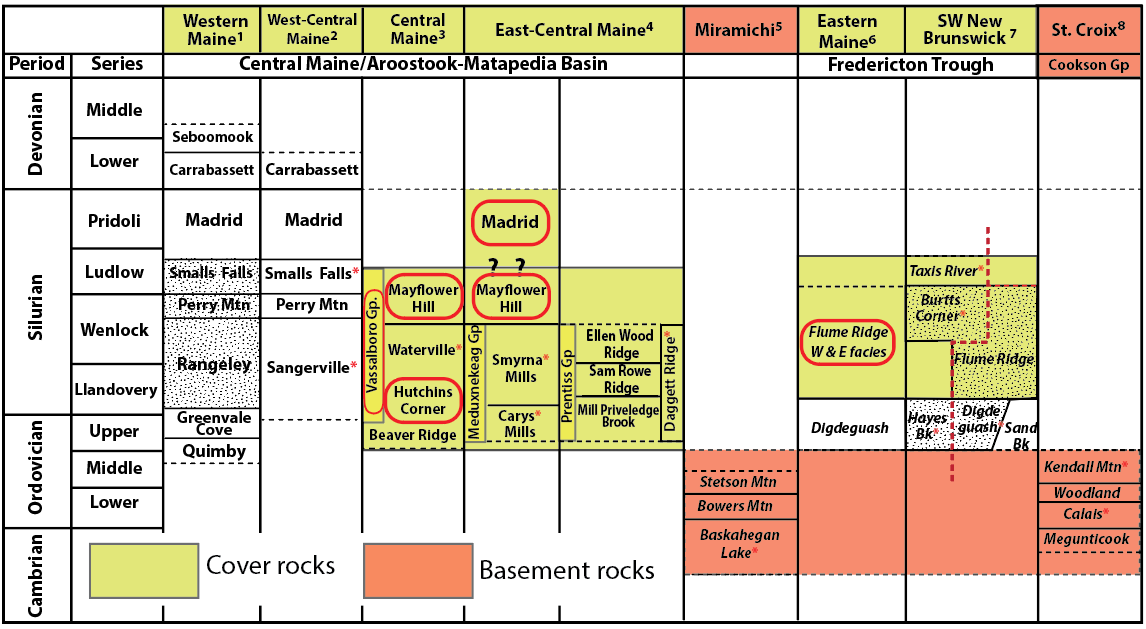 Western Maine1
West-Central Maine2
Central Maine3
East-Central Maine4
Miramichi5
Eastern Maine6
SW New Brunswick 7
St. Croix8
Period
Series
Central Maine/Aroostook-Matapedia Basin
Fredericton Trough
Cookson Gp
Devonian
Middle
Lower
Seboomook
Carrabassett
Carrabassett
Silurian
Pridoli
Madrid
Madrid
Madrid
Ludlow
Smalls Falls
Smalls Falls*
? ?
Taxis River*
Perry Mtn
Perry Mtn
Vassalboro Gp.
Mayflower
Hill
Mayflower
Hill
Burtts
Corner*
Wenlock
Rangeley
Sangerville*
Waterville*
Meduxnekeag Gp
Smyrna*
Mills
Prentiss Gp
Ellen Wood
Ridge
Sam Rowe
Ridge
Daggett Ridge*
Flume Ridge
W & E facies
Flume Ridge
Llandovery
Hutchins
Corner
Carys*
Mills
Mill Priveledge
Brook
Ordovician
Upper
Greenvale
Cove
Quimby
Beaver Ridge
Digdeguash
Hayes
Bk*
Digde
guash*
Sand
Bk
Middle
Lower
Stetson Mtn
Bowers Mtn
Baskahegan
Lake*
Kendall Mtn*
Woodland
Calais*
Megunticook
Cambrian
Cover rocks
Basement rocks